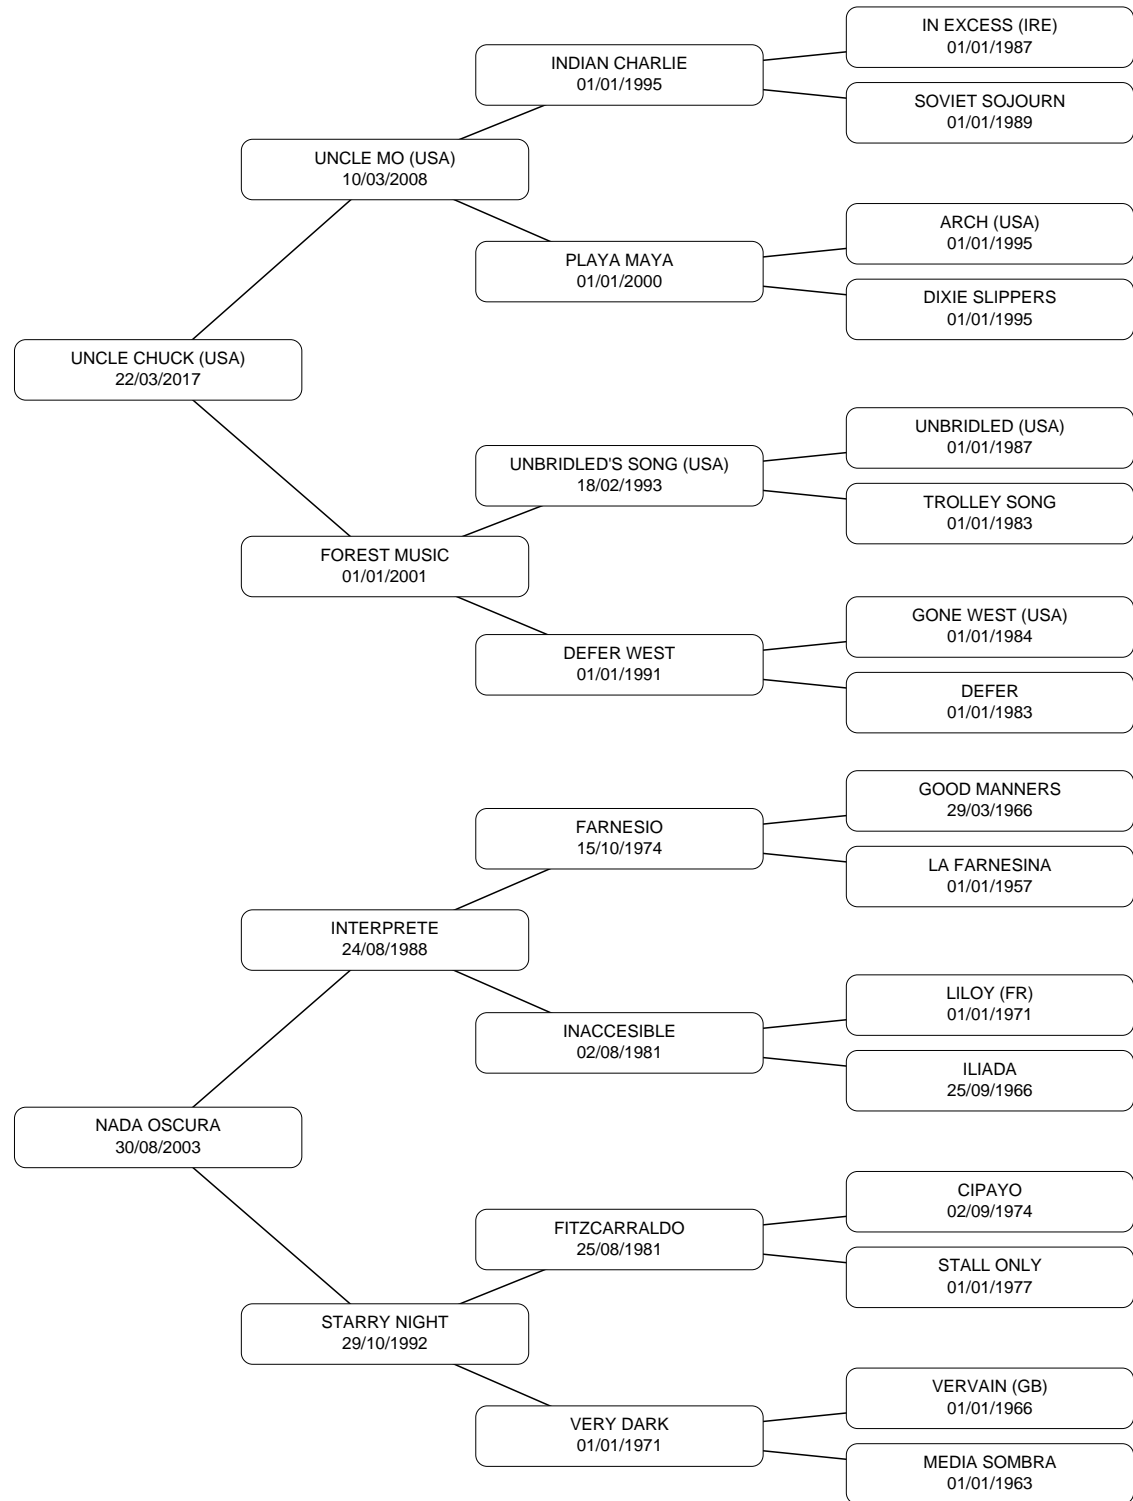 IN EXCESS (IRE)
01/01/1987
INDIAN CHARLIE
01/01/1995
SOVIET SOJOURN
01/01/1989
UNCLE MO (USA)
10/03/2008
ARCH (USA)
01/01/1995
PLAYA MAYA
01/01/2000
DIXIE SLIPPERS
01/01/1995
UNCLE CHUCK (USA)
22/03/2017
UNBRIDLED (USA)
01/01/1987
UNBRIDLED'S SONG (USA)
18/02/1993
TROLLEY SONG
01/01/1983
FOREST MUSIC
01/01/2001
GONE WEST (USA)
01/01/1984
DEFER WEST
01/01/1991
DEFER
01/01/1983
GOOD MANNERS
29/03/1966
FARNESIO
15/10/1974
LA FARNESINA
01/01/1957
INTERPRETE
24/08/1988
LILOY (FR)
01/01/1971
INACCESIBLE
02/08/1981
ILIADA
25/09/1966
NADA OSCURA
30/08/2003
CIPAYO
02/09/1974
FITZCARRALDO
25/08/1981
STALL ONLY
01/01/1977
STARRY NIGHT
29/10/1992
VERVAIN (GB)
01/01/1966
VERY DARK
01/01/1971
MEDIA SOMBRA
01/01/1963